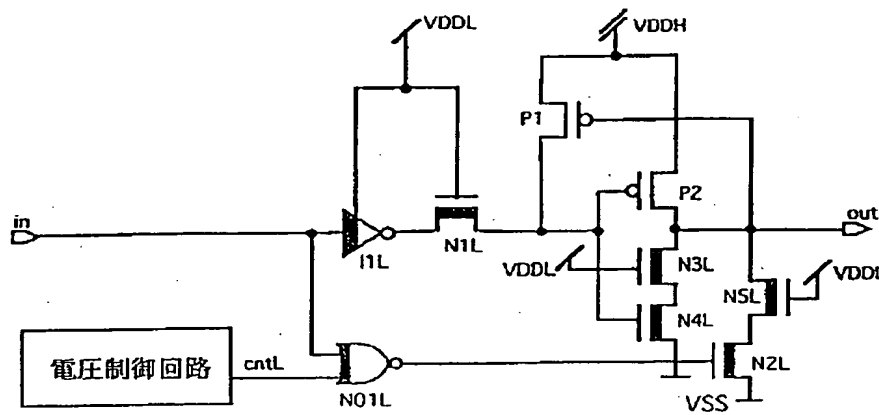 VDDL
VDDH
P1
in
I1L
N1L
P2
out
VDDL
N3L
N5L
VDDL
N4L
電圧制御回路
cntL
N01L
N2L
VSS